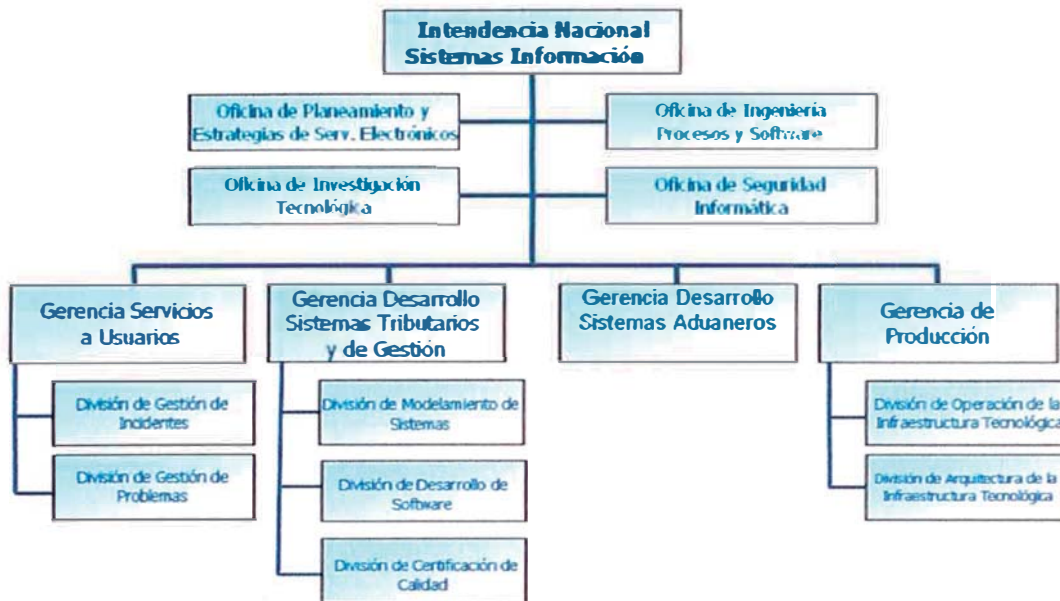 Intendencia Nacional
Sistemas Información
Oficina de Planeamiento y
Estrategias de Serv. Electrónicos
Oficina de Ingeniería
Procesos y Software
Oficina de Investigación
Tecnológica
Oficina de Seguridad
Informática
Gerencia Servicios
a Usuarios
Gerencia Desarrollo
Sistemas Tributarios
y de Gestión
Gerencia Desarrollo
Sistemas Aduaneros
Gerencia de
Producción
División de Gestión de
Incidentes
División de Gestión de
Problemas
División de Modelamiento de
Sistemas
División de Desarrollo de
Software
División de Certificación de
Calidad
División de Operación de la
Infraestructura Tecnológica
División de Arquitectura de la
Infraestructura Tecnológica